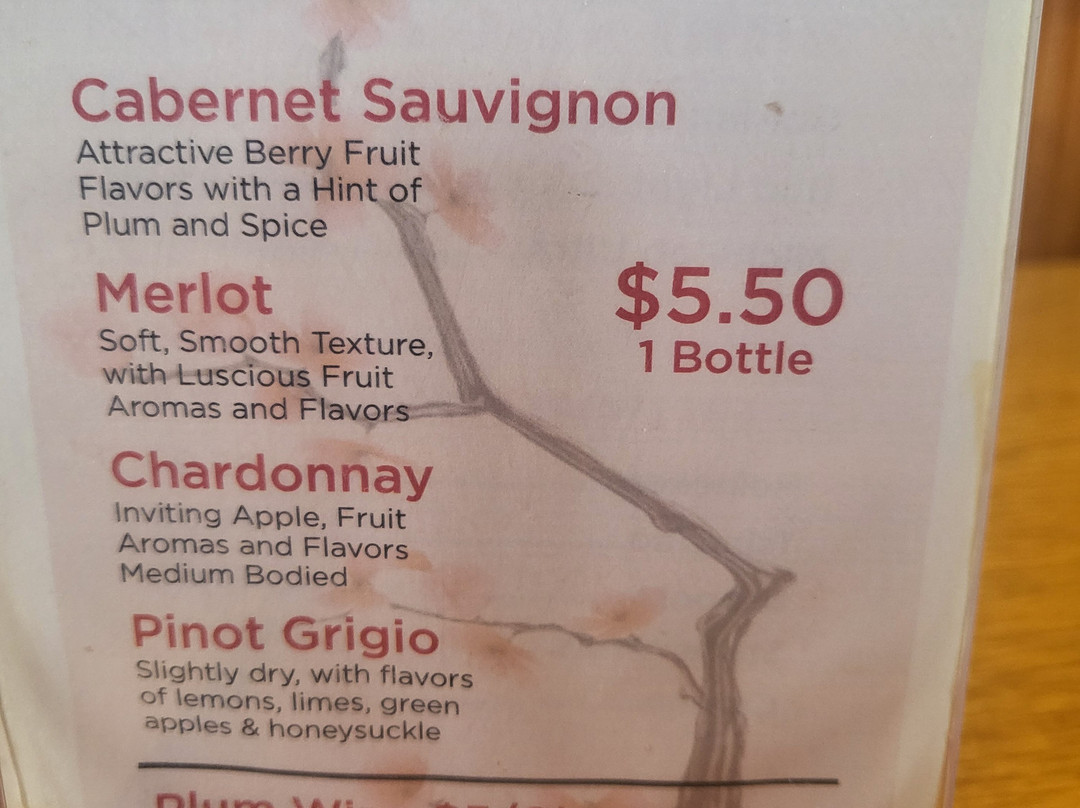 Cabernet Sauvignon
Attractive Berry Fruit
Flavors with a Hint of
Plum and Spice
Merlot
Soft, Smooth Texture,
with Luscious Fruit
Aromas and Flavors
$5.50
1 Bottle
Chardonnay
Inviting Apple, Fruit
Aromas and Flavors
Medium Bodied
Pinot Grigio
Slightly dry, with flavors
of lemons, limes, green
apples & honeysuckle
Plum